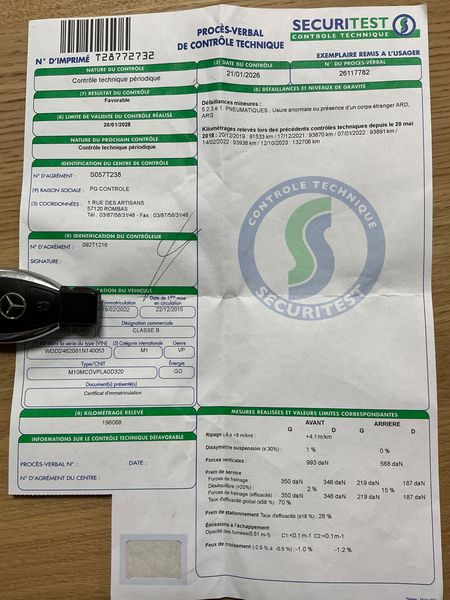 PROCÈS-VERBAL
DE CONTRÔLE TECHNIQUE
SECURITEST
CONTROLE TECHNIQUE
N° D'IMPRIMÉ T26772732
EXEMPLAIRE REMIS A L'USAGER
NATURE DU CONTRÔLE
Contrôle technique périodique
(3) DATE DU CONTRÔLE
21/01/2026
N° DU PROCÈS-VERBAL
26117782
(7) RÉSULTAT DU CONTRÔLE
Favorable
(8) LIMITE DE VALIDITÉ DU CONTRÔLE RÉALISÉ
20/01/2028
NATURE DU PROCHAIN CONTRÔLE
Contrôle technique périodique
(6) DÉFAILLANCES ET NIVEAUX DE GRAVITÉ
Défaillances mineures :
5.2.3.e.1. PNEUMATIQUES : Usure anormale ou présence d'un corps étranger ARD,
ARG
Kilométrages relevés lors des précédents contrôles techniques depuis le 20 mai
2018 : 20/12/2019 : 91533 km / 17/12/2021 : 93870 km / 07/01/2022 : 93891 km /
14/02/2022 : 93938 km / 12/10/2023 : 132706 km
IDENTIFICATION DU CENTRE DE CONTRÔLE
N° D'AGRÉMENT : S057T238
(9) RAISON SOCIALE : PG CONTROLE
(3) COORDONNÉES : 1 RUE DES ARTISANS
57120 ROMBAS
Tél : 03/87/58/31/48 - Fax : 03/87/58/31/48
(9) IDENTIFICATION DU CONTRÔLEUR
N° D'AGRÉMENT : 092T1216
SIGNATURE :
CONTROLE TECHNIQUE
SECURITEST
DU VÉHICULE
d'immatriculation
/02/2022
Date de 1ère mise
en circulation
22/12/2015
Désignation commerciale
CLASSE B
dans la série du type (VIN)
WDD2462081N140053
(5) Catégorie internationale
M1
Genre
VP
Type/CNIT
M10MCDVPLA0D320
Énergie
GO
Document(s) présenté(s)
Certificat d'immatriculation
(4) KILOMÉTRAGE RELEVÉ
196068
INFORMATIONS SUR LE CONTRÔLE TECHNIQUE DÉFAVORABLE
PROCÈS-VERBAL N° : DATE :
N° D'AGRÉMENT DU CENTRE :
MESURES RÉALISÉES ET VALEURS LIMITES CORRESPONDANTES
AVANT ARRIERE
G D G D
Ripage (-8 à +8 m/km) : +4.1m/km
Dissymétrie suspension (≤ 30%) : 1 % 0 %
Forces verticales : 993 daN 568 daN
Frein de service
Forces de freinage : 350 daN 346 daN 219 daN 187 daN
Déséquilibre (<20%) 2 % 15 %
Forces de freinage (efficacité) : 350 daN 346 daN 219 daN 187 daN
Taux d'efficacité global (≥58 %) : 70 %
Frein de stationnement Taux d'efficacité (≥18 %) : 28 %
Émissions à l'échappement
Opacité fumées(0.51 m-¹) C1:<0.1 m-1 C2:<0.1 m-1
Feux de croisement (-2.5 % à -0.5 %) : -1.0 % -1.2 %